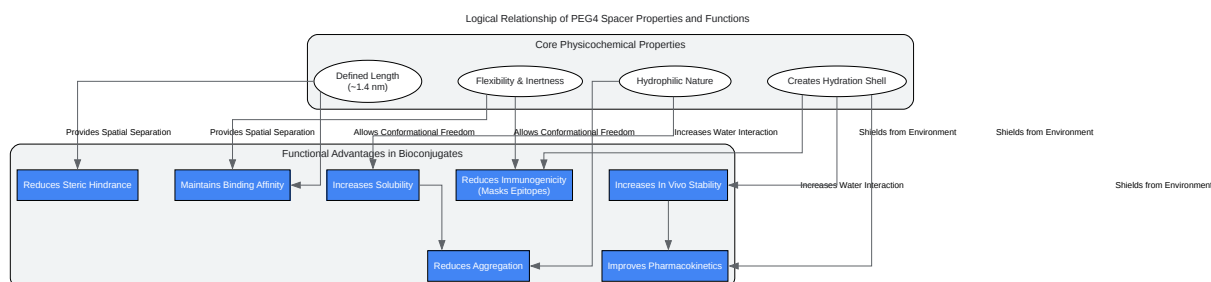 Logical Relationship of PEG4 Spacer Properties and Functions
Core Physicochemical Properties
Defined Length
(~1.4 nm)
Flexibility & Inertness
Hydrophilic Nature
Creates Hydration Shell
Provides Spatial Separation
Provides Spatial Separation
Allows Conformational Freedom
Allows Conformational Freedom
Increases Water Interaction
Shields from Environment
Shields from Environment
Functional Advantages in Bioconjugates
Reduces Steric Hindrance
Maintains Binding Affinity
Increases Solubility
Reduces Immunogenicity
(Masks Epitopes)
Increases In Vivo Stability
Increases Water Interaction
Shields from Environment
Reduces Aggregation
Improves Pharmacokinetics